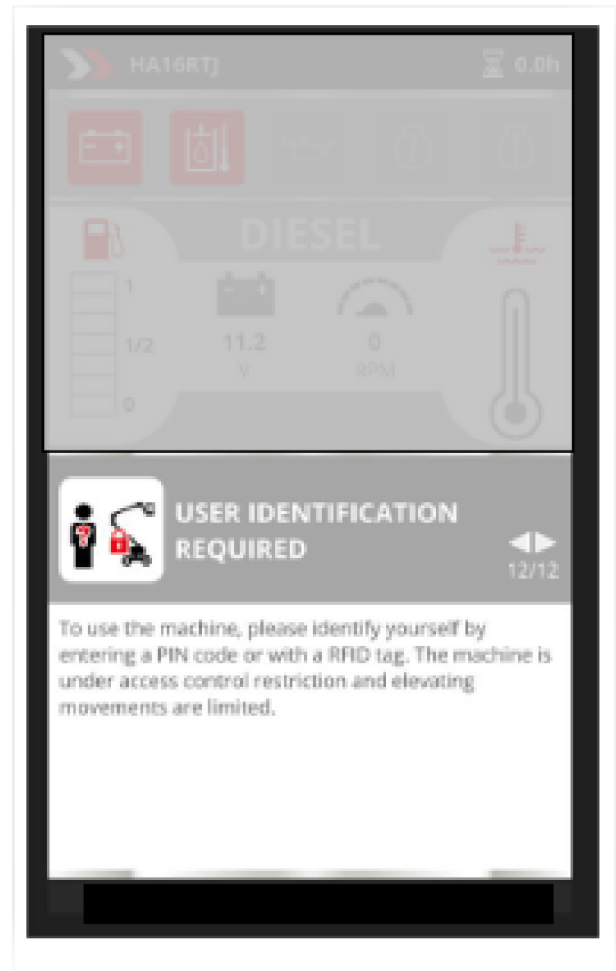 HA16RTJ 0.0h
DIESEL
1
1/2
0
11.2
V
0
RPM
USER IDENTIFICATION
REQUIRED
12/12
To use the machine, please identify yourself by
entering a PIN code or with a RFID tag. The machine is
under access control restriction and elevating
movements are limited.